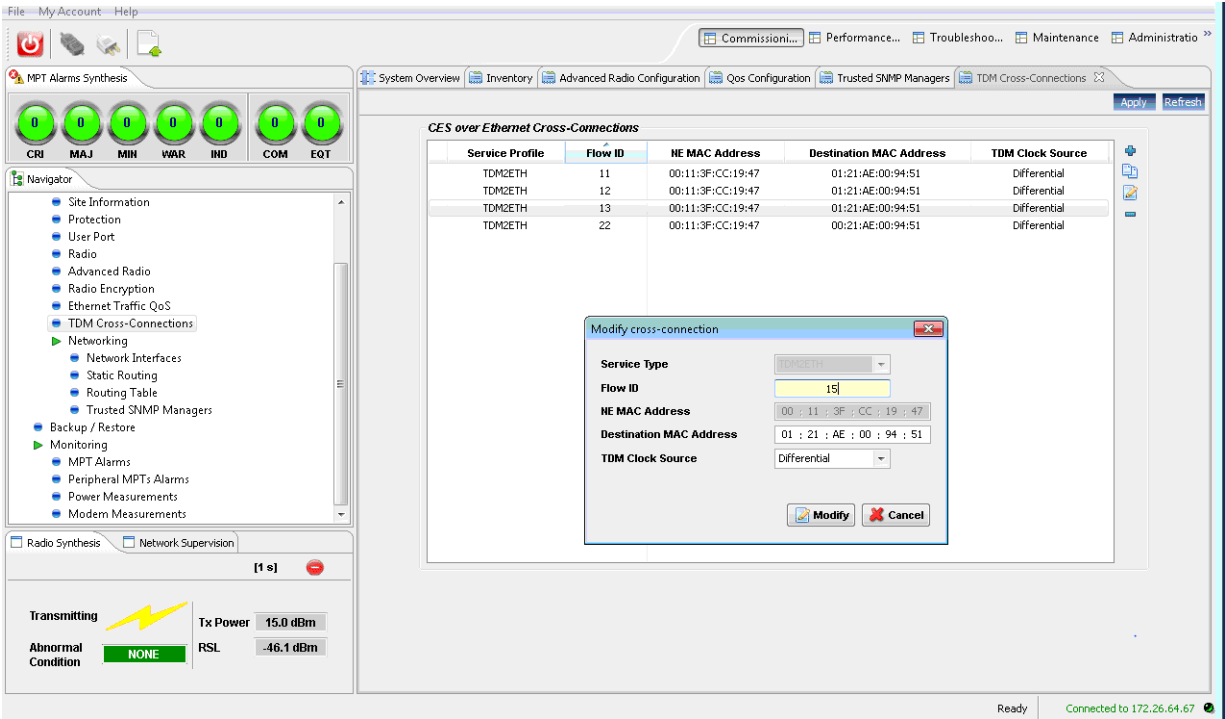 File My Account Help
Commissioni... Performance... Troubleshoo... Maintenance Administratio »
MPT Alarms Synthesis
0 0 0 0 0 0 0
CRI MAJ MIN WAR IND COM EQT
Navigator
Site Information
Protection
User Port
Radio
Advanced Radio
Radio Encryption
Ethernet Traffic QoS
TDM Cross-Connections
Networking
Network Interfaces
Static Routing
Routing Table
Trusted SNMP Managers
Backup / Restore
Monitoring
MPT Alarms
Peripheral MPTs Alarms
Power Measurements
Modem Measurements
Radio Synthesis Network Supervision
[1 s]
Transmitting
Tx Power 15.0 dBm
Abnormal Condition NONE
RSL -46.1 dBm
System Overview Inventory Advanced Radio Configuration Qos Configuration Trusted SNMP Managers TDM Cross-Connections
Apply Refresh
CES over Ethernet Cross-Connections
Service Profile Flow ID NE MAC Address Destination MAC Address TDM Clock Source
TDM2ETH 11 00:11:3F:CC:19:47 01:21:AE:00:94:51 Differential
TDM2ETH 12 00:11:3F:CC:19:47 01:21:AE:00:94:51 Differential
TDM2ETH 13 00:11:3F:CC:19:47 01:21:AE:00:94:51 Differential
TDM2ETH 22 00:11:3F:CC:19:47 00:21:AE:00:94:51 Differential
Modify cross-connection
Service Type TDM2ETH
Flow ID 15
NE MAC Address 00 : 11 : 3F : CC : 19 : 47
Destination MAC Address 01 : 21 : AE : 00 : 94 : 51
TDM Clock Source Differential
Modify Cancel
Ready Connected to 172.26.64.67